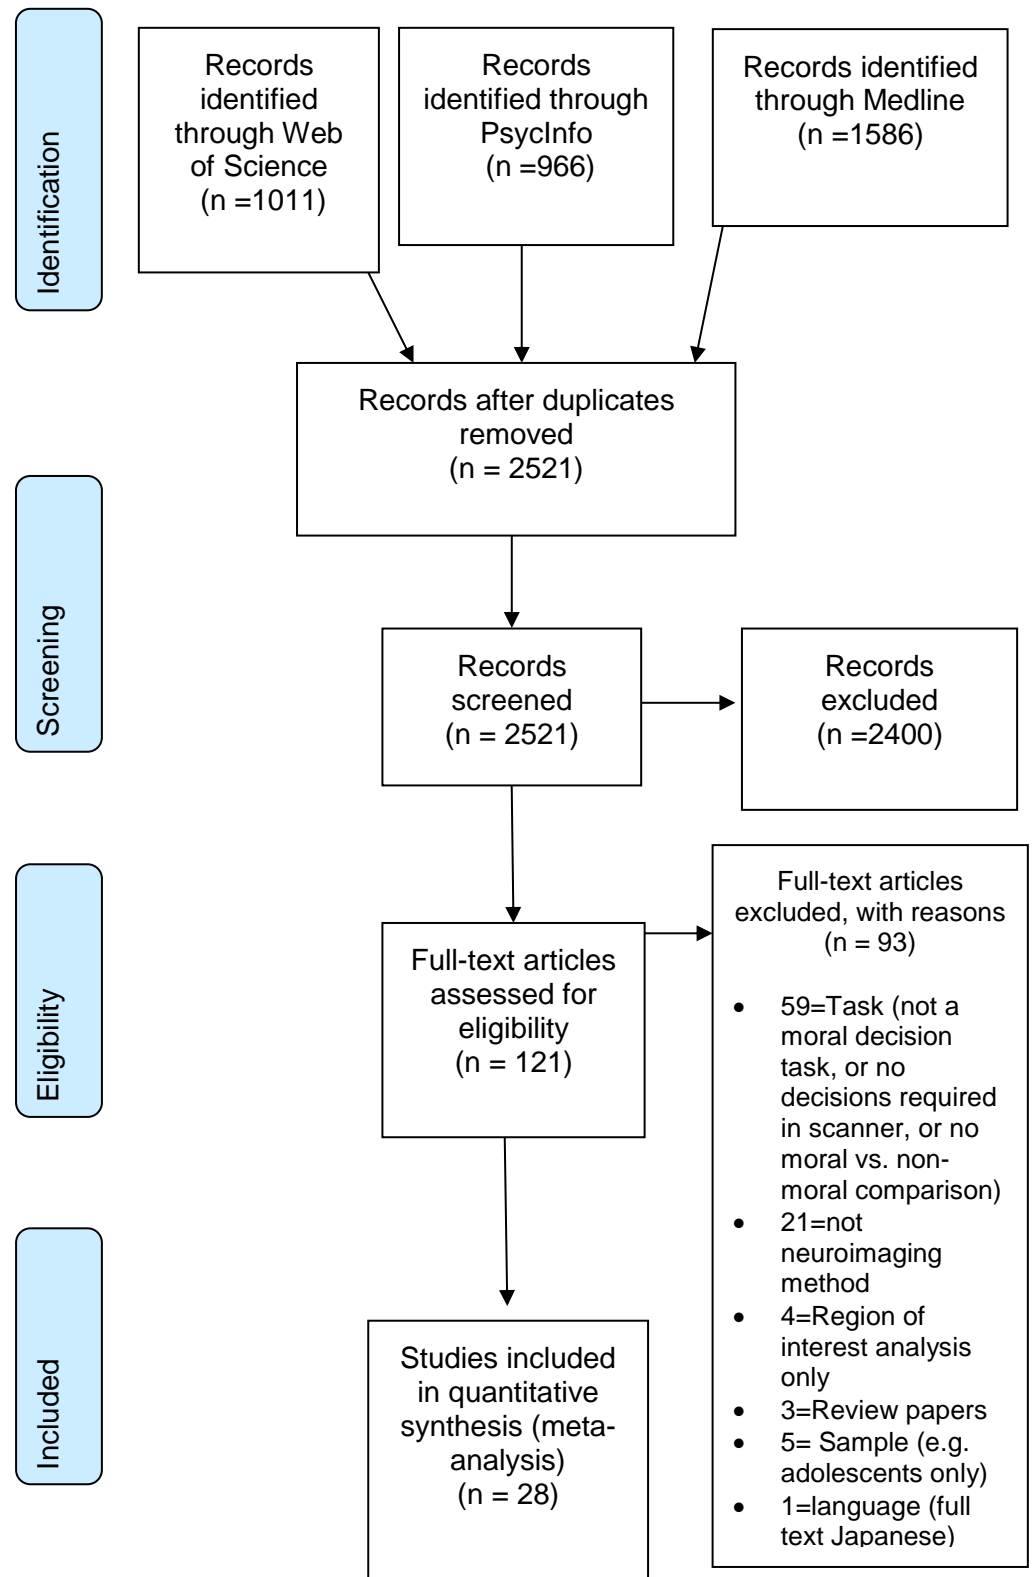 Identification
Records
identified
through Web
of Science
(n =1011)
Records
identified through
PsycInfo
(n =966)
Records identified
through Medline
(n =1586)
Records after duplicates
removed
(n = 2521)
Screening
Records
screened
(n = 2521)
Records
excluded
(n =2400)
Eligibility
Full-text articles
assessed for
eligibility
(n = 121)
Full-text articles
excluded, with reasons
(n = 93)
• 59=Task (not a
moral decision
task, or no
decisions required
in scanner, or no
moral vs. non-
moral comparison)
• 21=not
neuroimaging
method
• 4=Region of
interest analysis
only
• 3=Review papers
• 5= Sample (e.g.
adolescents only)
• 1=language (full
text Japanese)
Included
Studies included
in quantitative
synthesis (meta-
analysis)
(n = 28)